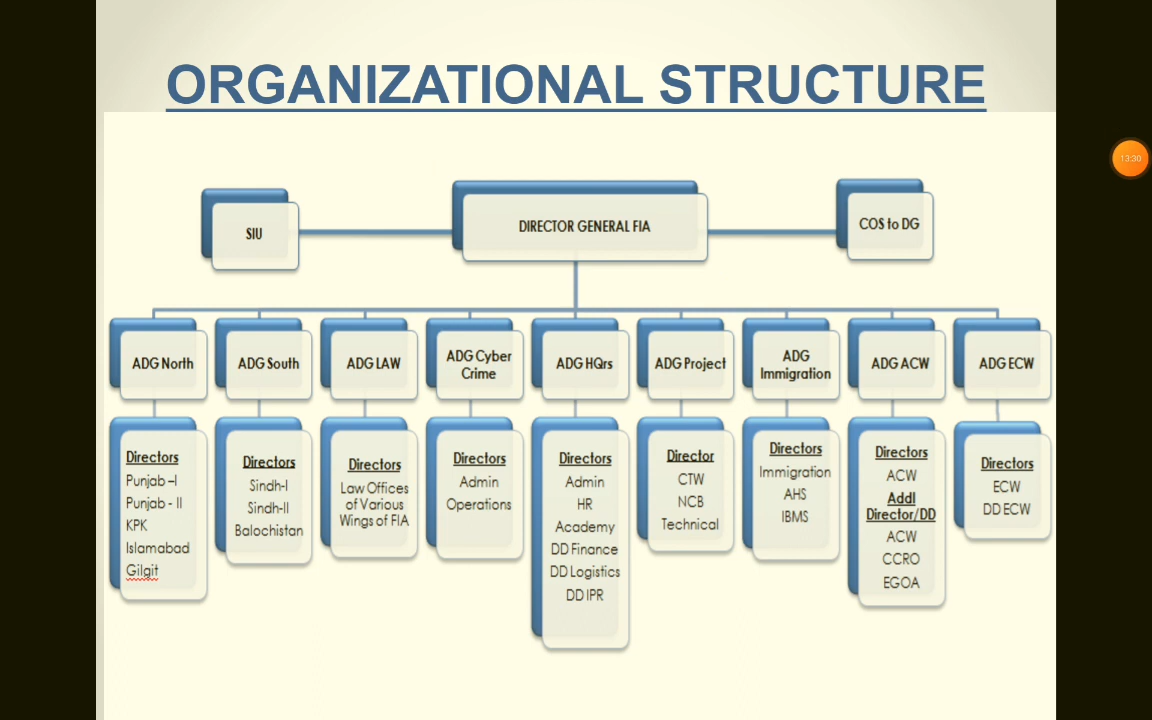 ORGANIZATIONAL STRUCTURE
13:30
SIU
DIRECTOR GENERAL FIA
COS to DG
ADG North
ADG South
ADG LAW
ADG Cyber
Crime
ADG HQrs
ADG Project
ADG
Immigration
ADG ACW
ADG ECW
Directors
Punjab –I
Punjab - II
KPK
Islamabad
Gilgit
Directors
Sindh-I
Sindh-II
Balochistan
Directors
Law Offices
of Various
Wings of FIA
Directors
Admin
Operations
Directors
Admin
HR
Academy
DD Finance
DD Logistics
DD IPR
Director
CTW
NCB
Technical
Directors
Immigration
AHS
IBMS
Directors
ACW
Addl
Director/DD
ACW
CCRO
EGOA
Directors
ECW
DD ECW